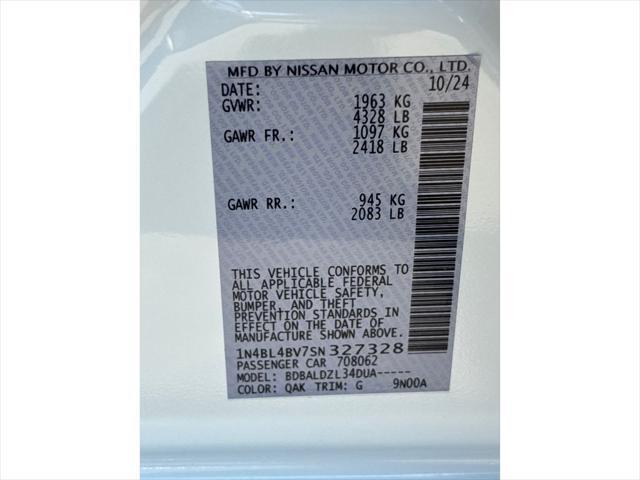 MFD BY NISSAN MOTOR CO., LTD.
DATE: 10/24
GVWR: 1963 KG
4328 LB
GAWR FR.: 1097 KG
2418 LB
GAWR RR.: 945 KG
2083 LB
THIS VEHICLE CONFORMS TO
ALL APPLICABLE FEDERAL
MOTOR VEHICLE SAFETY,
BUMPER, AND THEFT
PREVENTION STANDARDS IN
EFFECT ON THE DATE OF
MANUFACTURE SHOWN ABOVE.
1N4BL4BV7SN327328
PASSENGER CAR 708062
MODEL: BDBALDZL34DUA-----
COLOR: QAK TRIM: G 9N00A